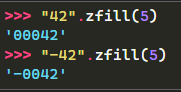 >>> "42".zfill(5)
'00042'
>>> "-42".zfill(5)
'-0042'